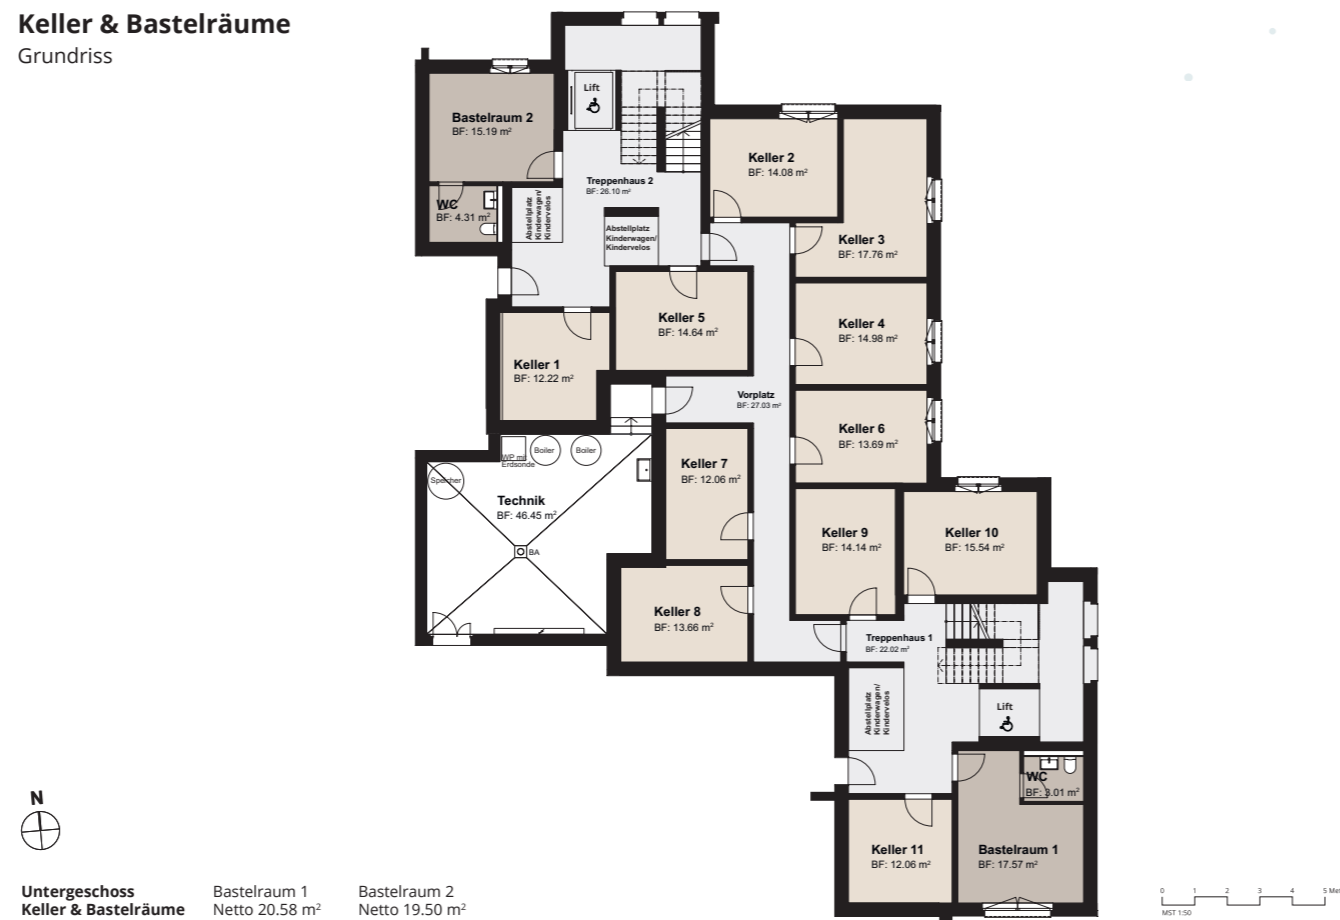 Keller & Bastelräume
Grundriss
Lift
Bastelraum 2
BF: 15.19 m²
WC
BF: 4.31 m²
Treppenhaus 2
BF: 26.10 m²
Abstellplatz
Kinderwagen/
Kindervelos
Abstellplatz
Kinderwagen/
Kindervelos
Keller 2
BF: 14.08 m²
Keller 3
BF: 17.76 m²
Keller 5
BF: 14.64 m²
Keller 4
BF: 14.98 m²
Keller 1
BF: 12.22 m²
Vorplatz
BF: 27.03 m²
Keller 6
BF: 13.69 m²
WP mit
Erdsonde
Boiler
Boiler
Speicher
Technik
BF: 46.45 m²
BA
Keller 7
BF: 12.06 m²
Keller 9
BF: 14.14 m²
Keller 10
BF: 15.54 m²
Keller 8
BF: 13.66 m²
Treppenhaus 1
BF: 22.02 m²
Abstellplatz
Kinderwagen/
Kindervelos
Lift
WC
BF: 3.01 m²
Keller 11
BF: 12.06 m²
Bastelraum 1
BF: 17.57 m²
N
Untergeschoss Bastelraum 1 Bastelraum 2
Keller & Bastelräume Netto 20.58 m² Netto 19.50 m²
0 1 2 3 4 5 Met
MST 1:50